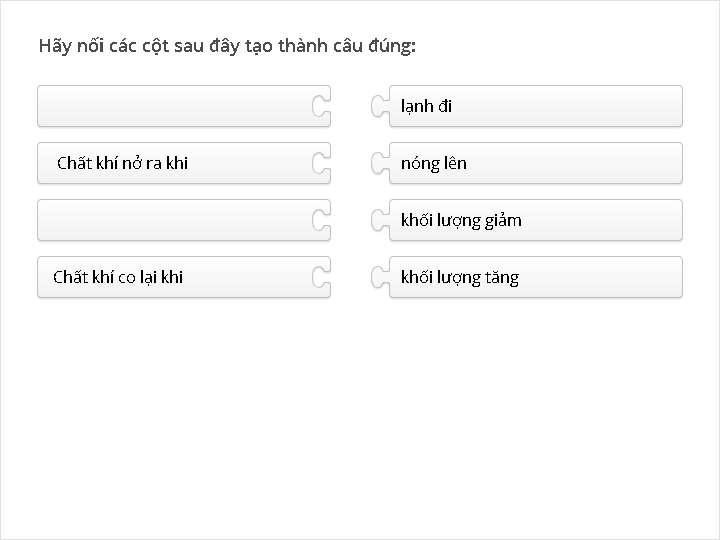 Hãy nối các cột sau đây tạo thành câu đúng:
lạnh đi
Chất khí nở ra khi
nóng lên
khối lượng giảm
Chất khí co lại khi
khối lượng tăng